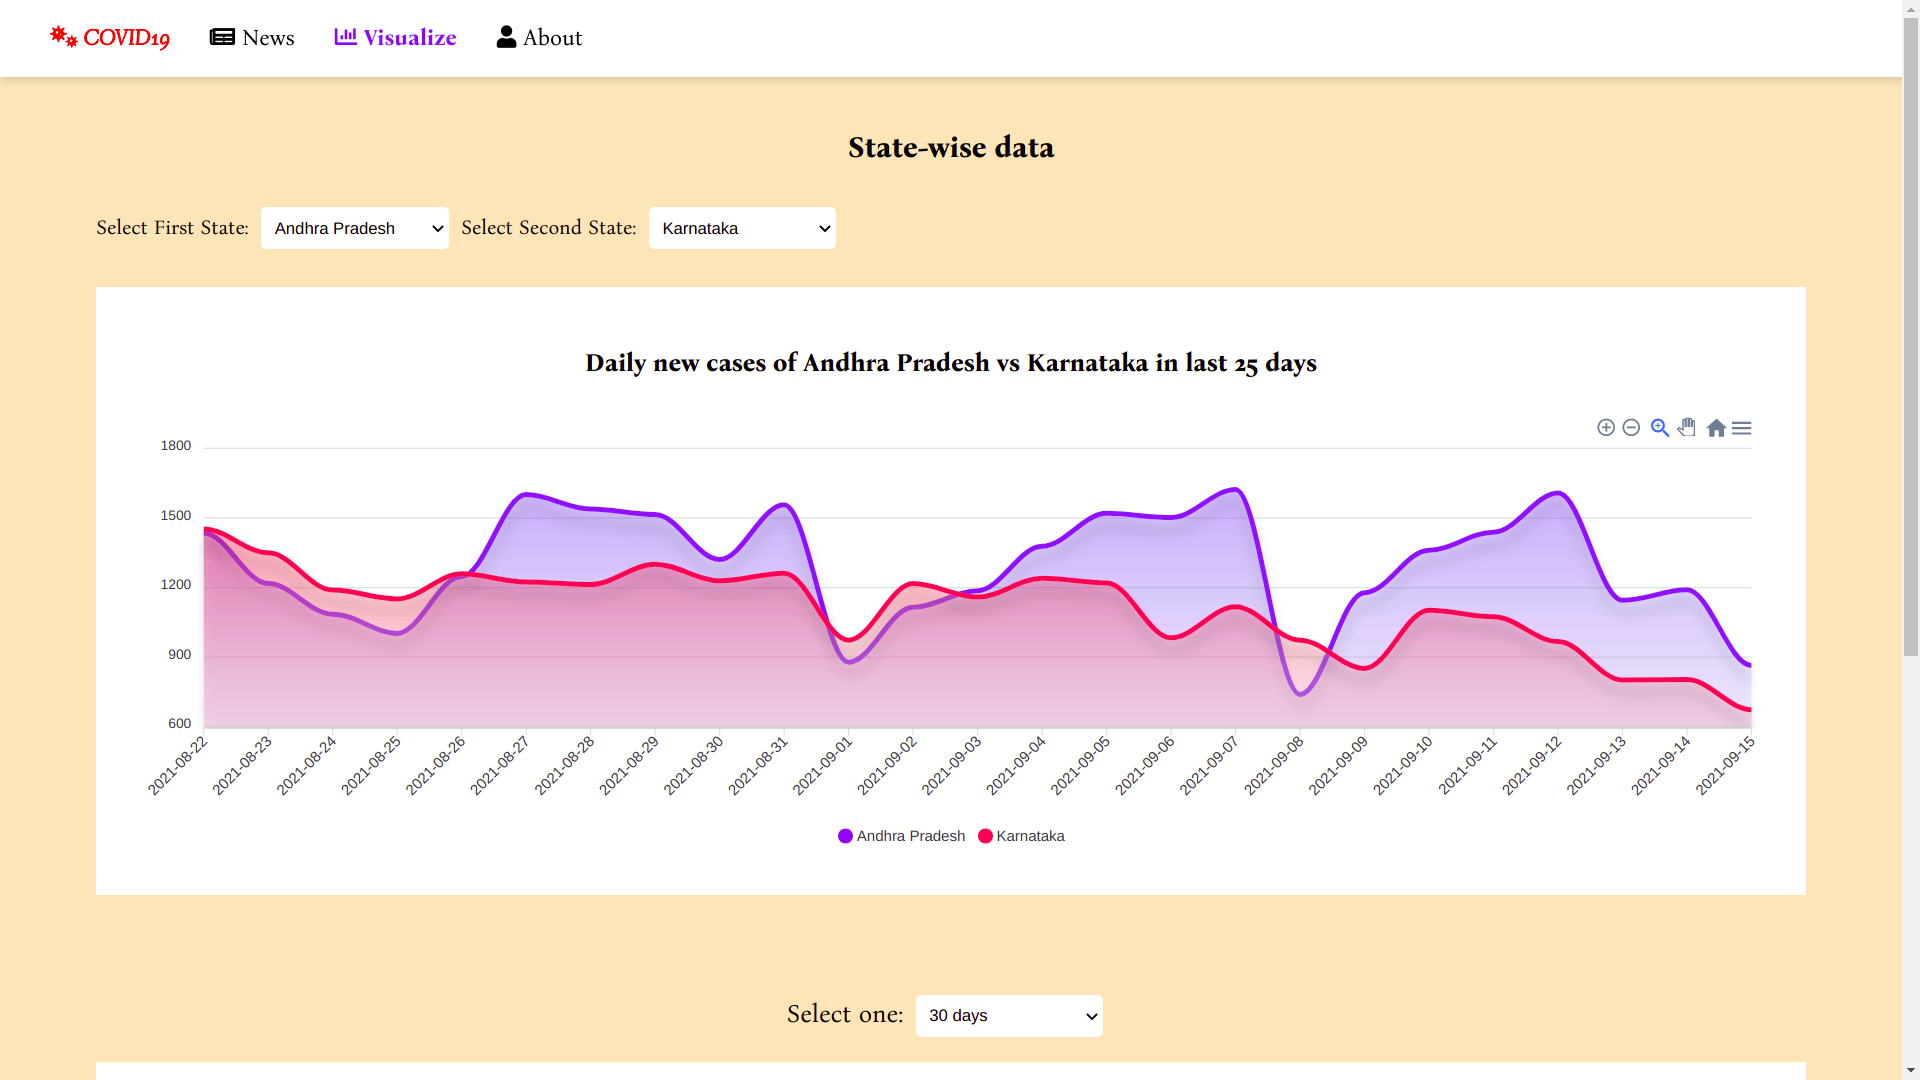 COVID19 News Visualize About
State-wise data
Select First State: Andhra Pradesh Select Second State: Karnataka
Daily new cases of Andhra Pradesh vs Karnataka in last 25 days
1800
1500
1200
900
600
2021-08-22 2021-08-23 2021-08-24 2021-08-25 2021-08-26 2021-08-27 2021-08-28 2021-08-29 2021-08-30 2021-08-31 2021-09-01 2021-09-02 2021-09-03 2021-09-04 2021-09-05 2021-09-06 2021-09-07 2021-09-08 2021-09-09 2021-09-10 2021-09-11 2021-09-12 2021-09-13 2021-09-14 2021-09-15
Andhra Pradesh Karnataka
Select one: 30 days